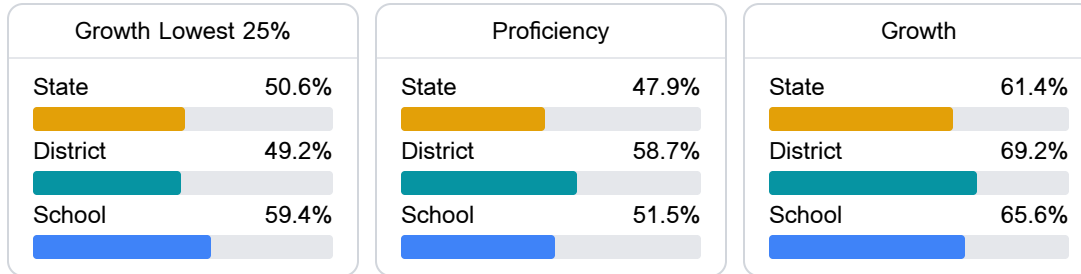 Growth Lowest 25%
State 50.6%
District 49.2%
School 59.4%
Proficiency
State 47.9%
District 58.7%
School 51.5%
Growth
State 61.4%
District 69.2%
School 65.6%